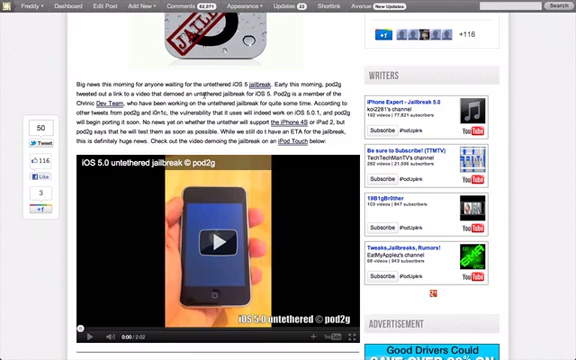 Freddy Dashboard Edit Post Add New Comments 82,071 Appearance Updates 22 Shortlink Avenue New Updates Search
JAILBR
+1 +116
Big news this morning for anyone waiting for the untethered iOS 5 jailbreak. Early this morning, pod2g
tweeted out a link to a video that demoed an untethered jailbreak for iOS 5. Pod2g is a member of the
Chronic Dev Team, who have been working on the untethered jailbreak for quite some time. According to
other tweets from pod2g and i0n1c, the vulnerability that it uses will indeed work on iOS 5.0.1, and pod2g
will begin porting it soon. No news yet on whether the untether will support the iPhone 4S or iPad 2, but
pod2g says that he will test them as soon as possible. While we still do t have an ETA for the jailbreak,
this is definitely huge news. Check out the video demoing the jailbreak on an iPod Touch below:
50
Tweet
116
Like
3
+1
iOS 5.0 untethered jailbreak © pod2g
iOS 5.0 untethered © pod2g
0:00 / 2:02
YouTube
WRITERS
iPhone Expert - Jailbreak 5.0
Subscribe iPodUplink
YouTube
Be sure to Subscribe! (TTMTV)
TechTechManTV's Channel
Subscribe iPodUplink
YouTube
19B1gBr0ther
Subscribe iPodUplink
YouTube
Tweaks,Jailbreaks, Rumors!
EatMyApplez's channel
Subscribe iPodUplink
YouTube
ADVERTISEMENT
Good Drivers Could